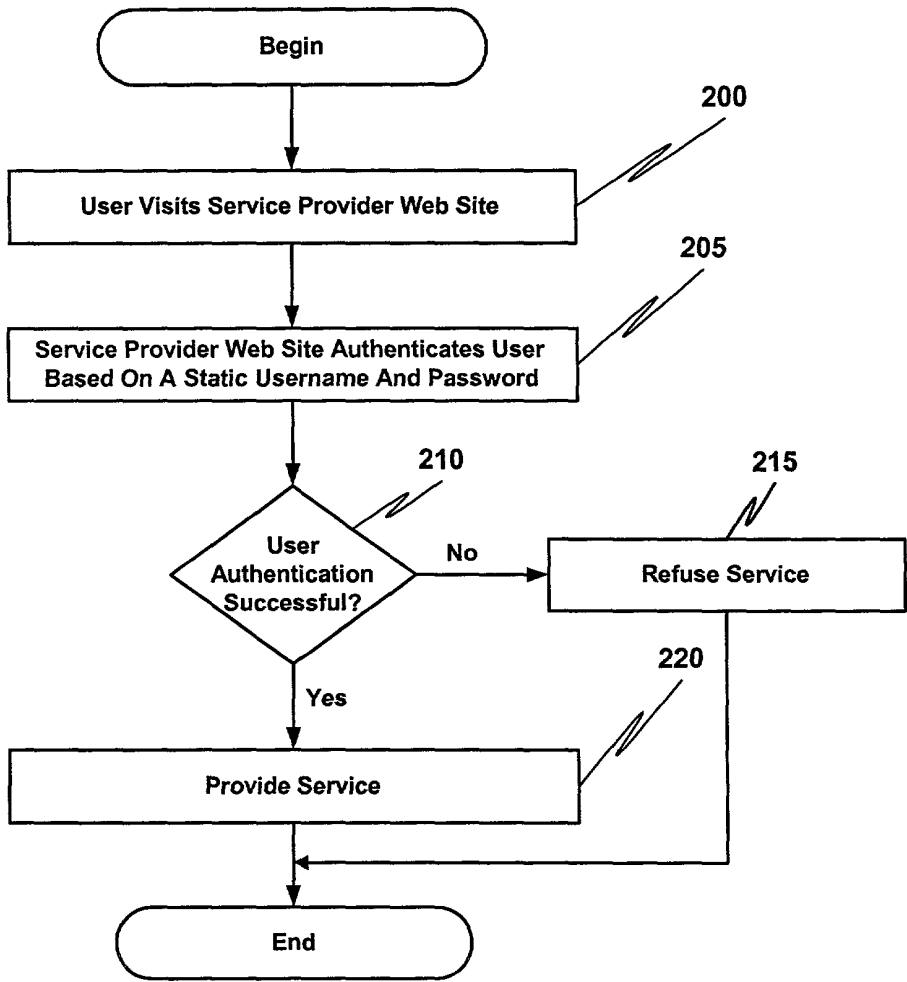 Begin
200
User Visits Service Provider Web Site
205
Service Provider Web Site Authenticates User
Based On A Static Username And Password
210
215
User
Authentication
Successful?
No
Refuse Service
220
Yes
Provide Service
End